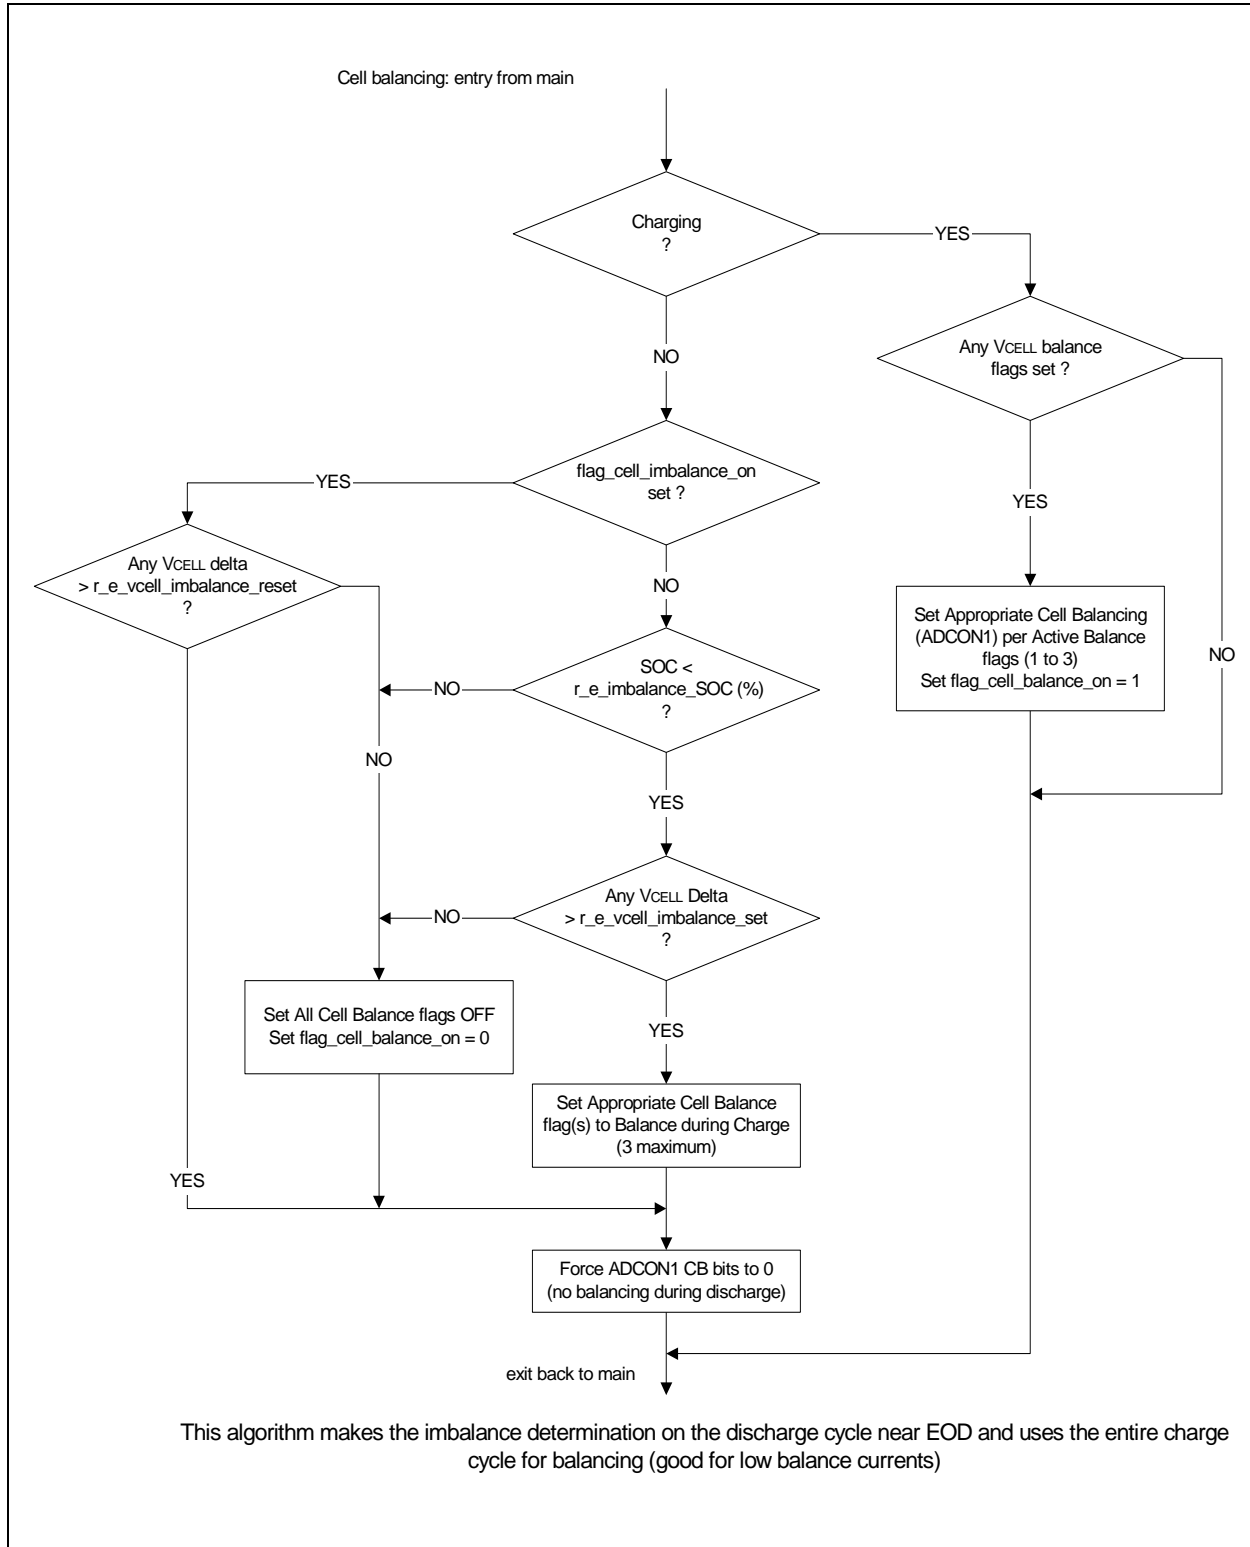 Cell balancing: entry from main
Charging
?
YES
NO
Any VCELL balance
flags set ?
flag_cell_imbalance_on
set ?
YES
YES
Any VCELL delta
> r_e_vcell_imbalance_reset
?
NO
Set Appropriate Cell Balancing
(ADCON1) per Active Balance
flags (1 to 3)
Set flag_cell_balance_on = 1
NO
SOC <
r_e_imbalance_SOC (%)
?
NO
NO
YES
Any VCELL Delta
> r_e_vcell_imbalance_set
?
NO
Set All Cell Balance flags OFF
Set flag_cell_balance_on = 0
YES
Set Appropriate Cell Balance
flag(s) to Balance during Charge
(3 maximum)
YES
Force ADCON1 CB bits to 0
(no balancing during discharge)
exit back to main
This algorithm makes the imbalance determination on the discharge cycle near EOD and uses the entire charge
cycle for balancing (good for low balance currents)